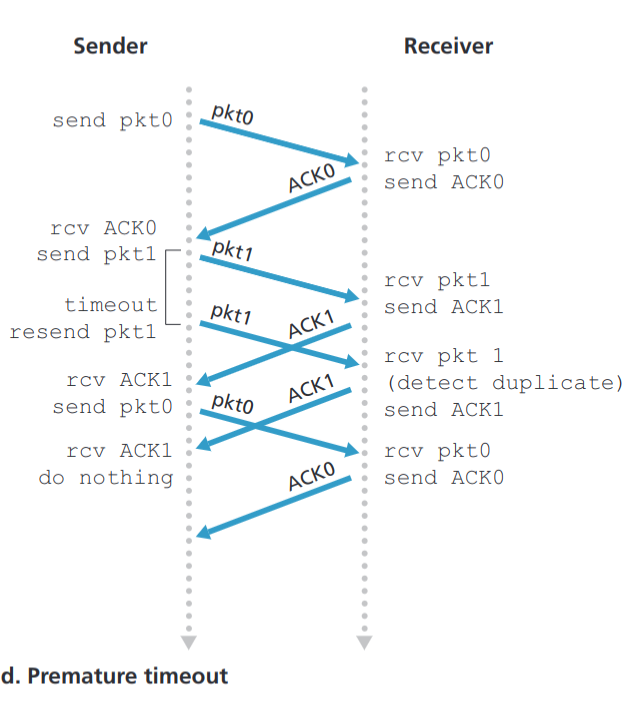 Sender
Receiver
send pkt0
pkt0
rcv pkt0
send ACK0
ACK0
rcv ACK0
send pkt1
pkt1
rcv pkt1
send ACK1
timeout
resend pkt1
pkt1
ACK1
rcv pkt 1
(detect duplicate)
send ACK1
rcv ACK1
send pkt0
pkt0
ACK1
rcv ACK1
do nothing
rcv pkt0
send ACK0
ACK0
d. Premature timeout